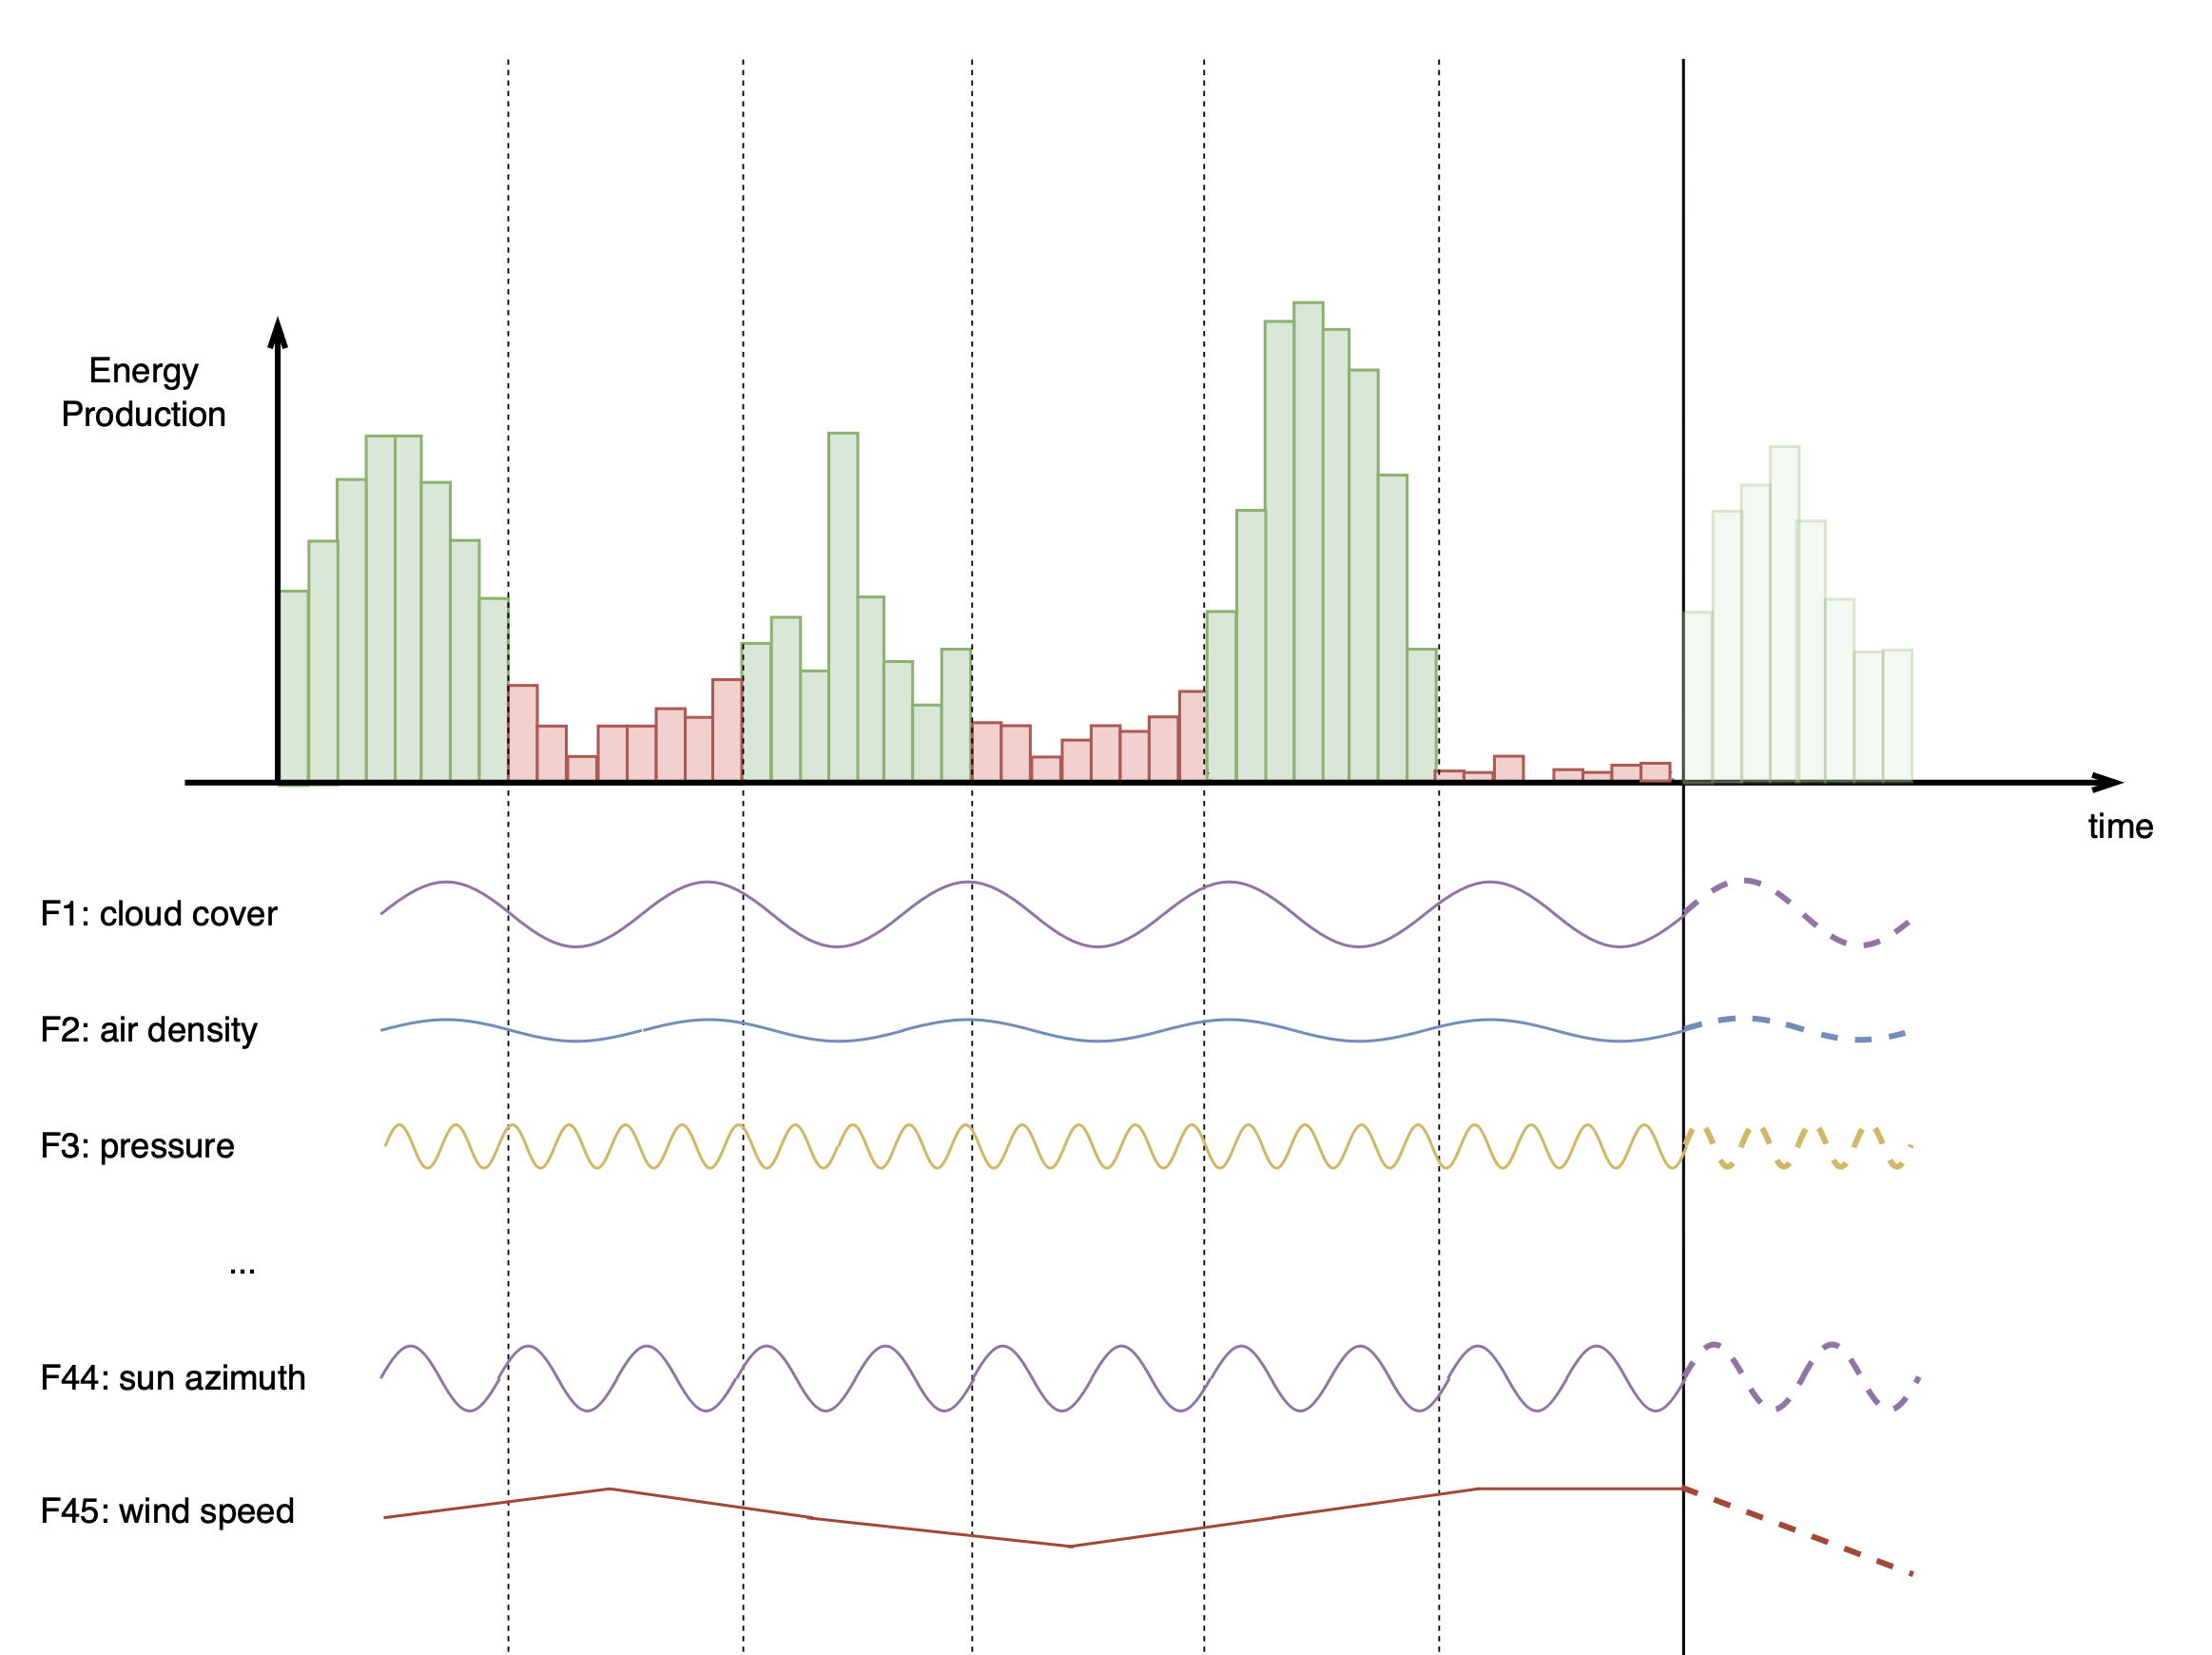 Energy
Production
time
F1: cloud cover
F2: air density
F3: pressure
...
F44: sun azimuth
F45: wind speed